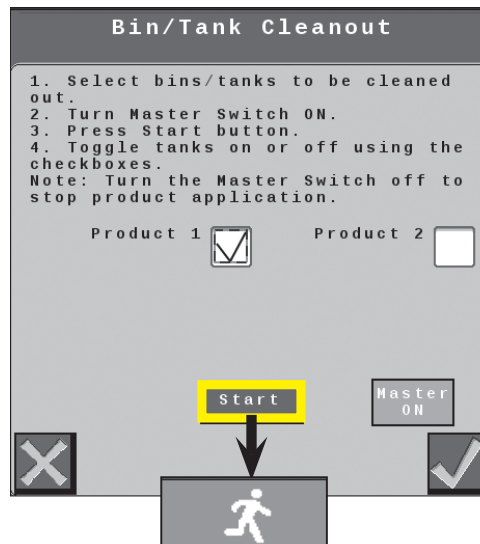 Bin/Tank Cleanout
1. Select bins/tanks to be cleaned
out.
2. Turn Master Switch ON.
3. Press Start button.
4. Toggle tanks on or off using the
checkboxes.
Note: Turn the Master Switch off to
stop product application.
Product 1
Product 2
Start
Master
ON